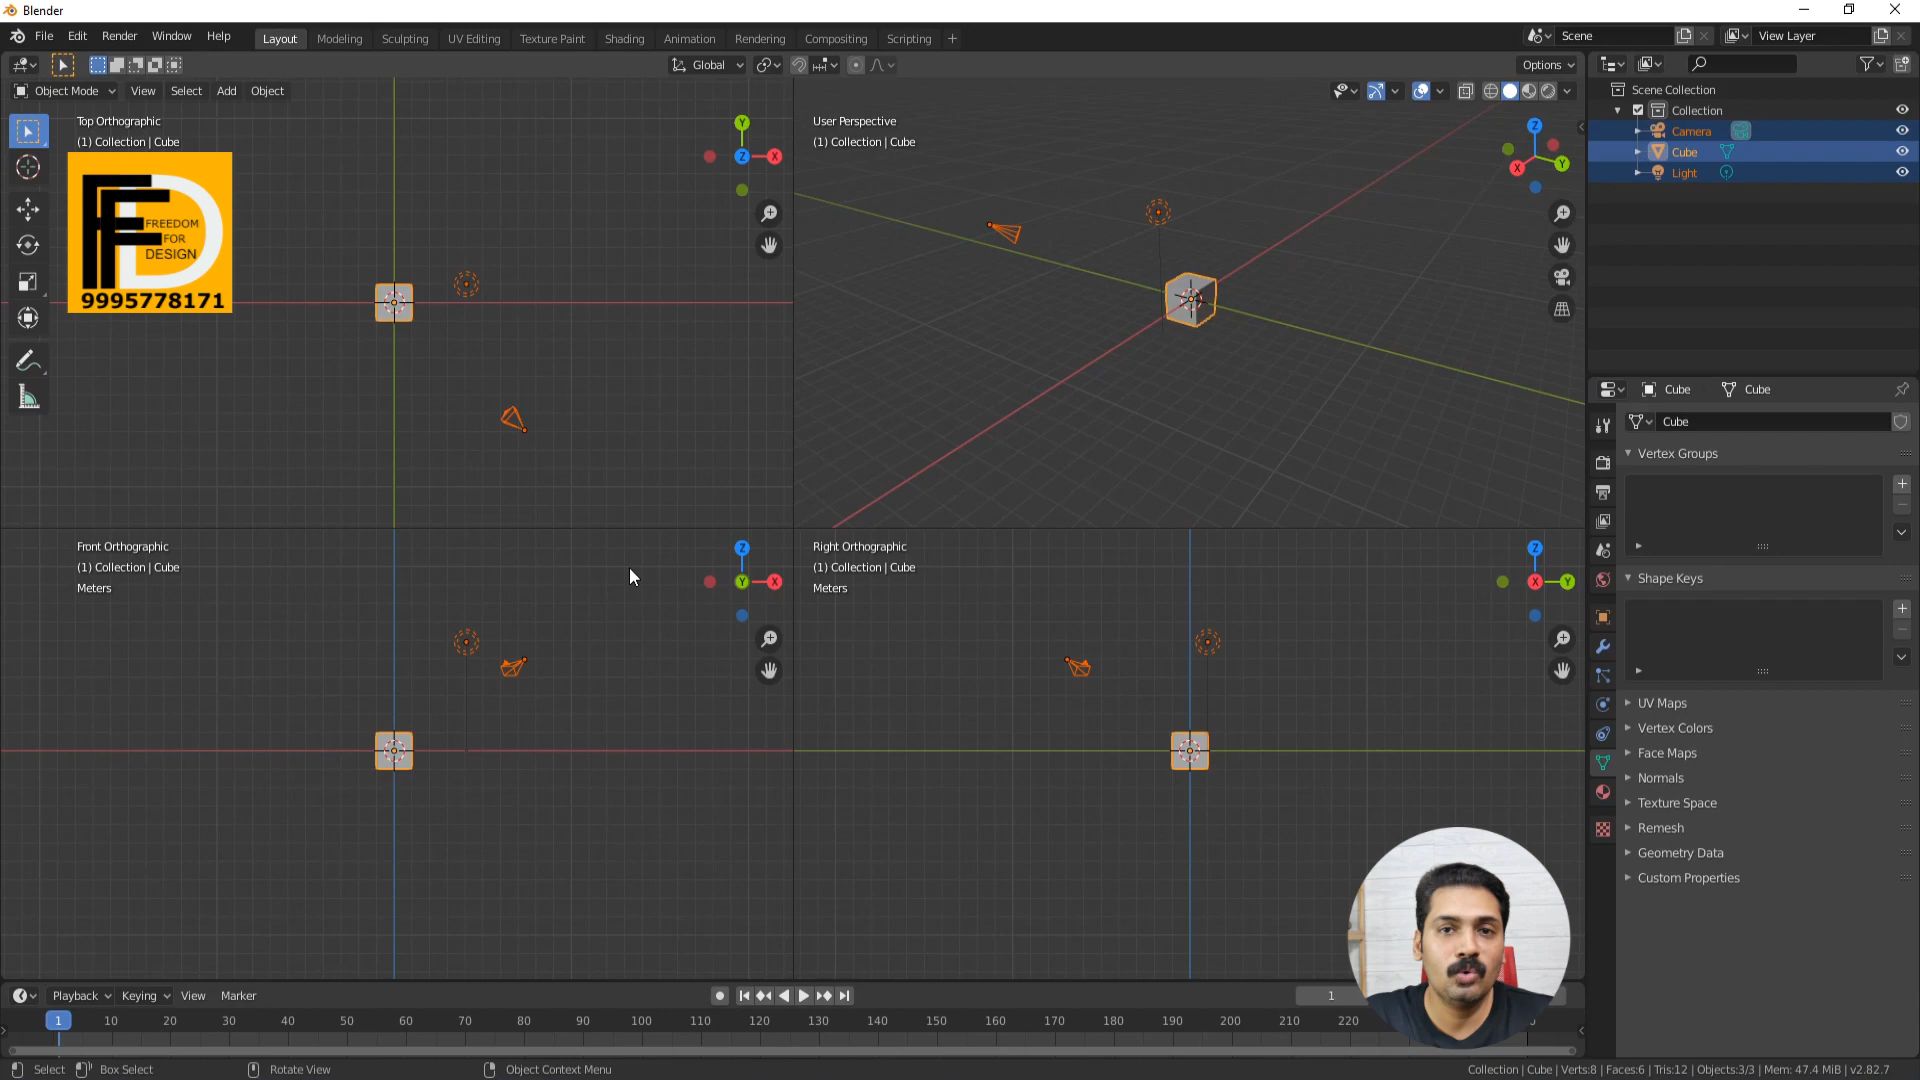 Blender
File Edit Render Window Help
Layout Modeling Sculpting UV Editing Texture Paint Shading Animation Rendering Compositing Scripting +
Scene
View Layer
Global
Options
Object Mode View Select Add Object
Top Orthographic
(1) Collection | Cube
Y
Z
X
User Perspective
(1) Collection | Cube
Z
X
Y
FREEDOM
FOR
DESIGN
FFD
9995778171
Front Orthographic
(1) Collection | Cube
Meters
Z
Y
X
Right Orthographic
(1) Collection | Cube
Meters
Z
X
Y
Scene Collection
Collection
Camera
Cube
Light
Cube Cube
Cube
Vertex Groups
Shape Keys
UV Maps
Vertex Colors
Face Maps
Normals
Texture Space
Remesh
Geometry Data
Custom Properties
Playback Keying View Marker
1
1 10 20 30 40 50 60 70 80 90 100 110 120 130 140 150 160 170 180 190 200 210 220
Select Box Select Rotate View Object Context Menu
Collection | Cube | Verts:8 | Faces:6 | Tris:12 | Objects:3/3 | Mem: 47.4 MiB | v2.82.7